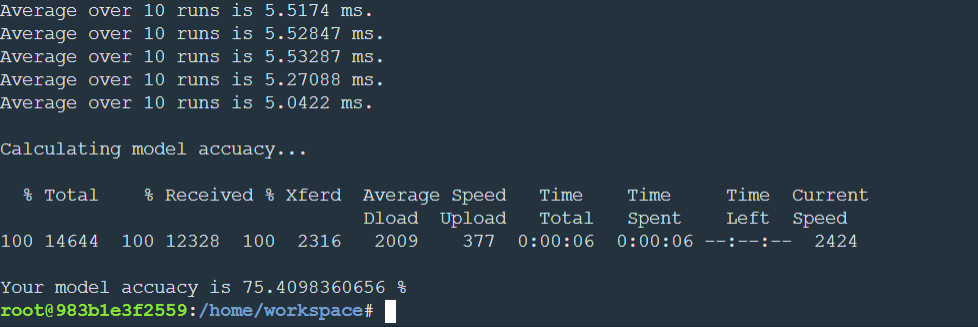 Average over 10 runs is 5.5174 ms.
Average over 10 runs is 5.52847 ms.
Average over 10 runs is 5.53287 ms.
Average over 10 runs is 5.27088 ms.
Average over 10 runs is 5.0422 ms.
Calculating model accuacy...
% Total % Received % Xferd Average Speed Time Time Time Current
Dload Upload Total Spent Left Speed
100 14644 100 12328 100 2316 2009 377 0:00:06 0:00:06 --:--:-- 2424
Your model accuacy is 75.4098360656 %
root@983b1e3f2559:/home/workspace#